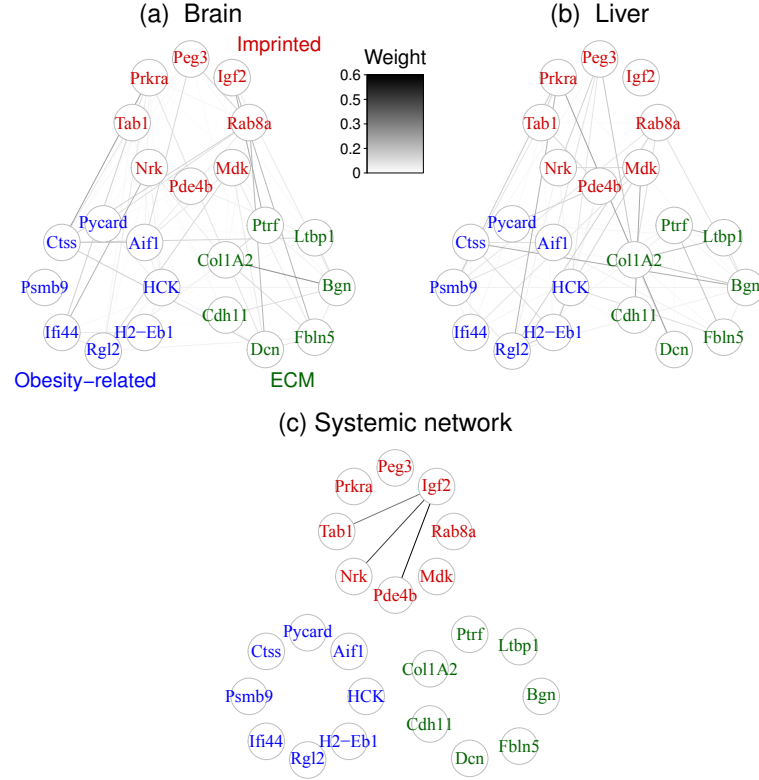 (a) Brain
Imprinted
Peg3
Igf2
Prkra
Tab1
Rab8a
Nrk
Mdk
Pde4b
Pycard
Ctss
Aif1
Psmb9
HCK
Ifi44
H2−Eb1
Rgl2
Ptrf
Ltbp1
Col1A2
Bgn
Cdh11
Fbln5
Dcn
Obesity−related
ECM
Weight
0.6
0.5
0.3
0.2
0
(b) Liver
Peg3
Igf2
Prkra
Tab1
Rab8a
Nrk
Mdk
Pde4b
Pycard
Ctss
Aif1
Psmb9
HCK
Ifi44
H2−Eb1
Rgl2
Ptrf
Ltbp1
Col1A2
Bgn
Cdh11
Fbln5
Dcn
(c) Systemic network
Peg3
Igf2
Prkra
Tab1
Rab8a
Nrk
Mdk
Pde4b
Pycard
Ctss
Aif1
Psmb9
HCK
Ifi44
H2−Eb1
Rgl2
Ptrf
Ltbp1
Col1A2
Bgn
Cdh11
Fbln5
Dcn